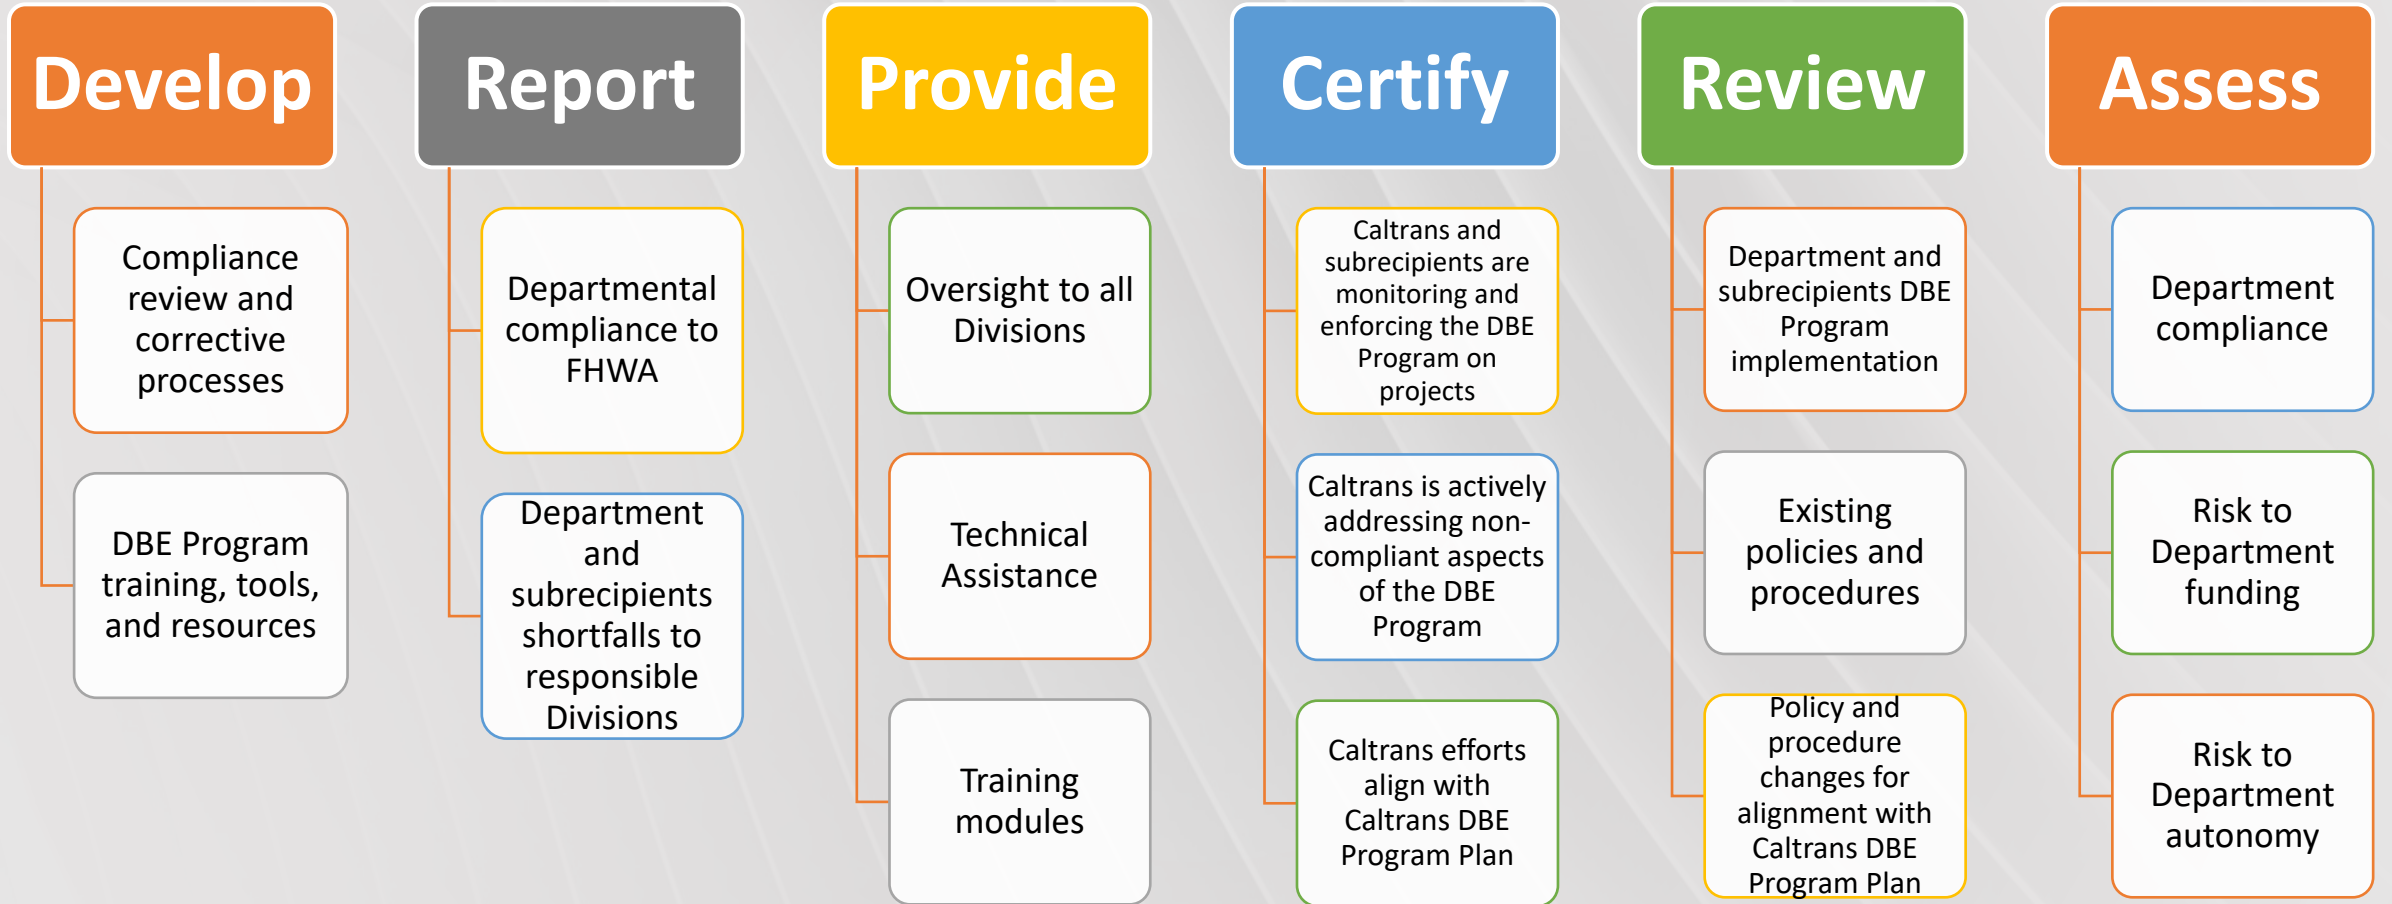 Develop
Compliance
review and
corrective
processes
DBE Program
training, tools,
and resources
Report
Departmental
compliance to
FHWA
Department
and
subrecipients
shortfalls to
responsible
Divisions
Provide
Oversight to all
Divisions
Technical
Assistance
Training
modules
Certify
Caltrans and
subrecipients are
monitoring and
enforcing the DBE
Program on
projects
Caltrans is actively
addressing non-
compliant aspects
of the DBE
Program
Caltrans efforts
align with
Caltrans DBE
Program Plan
Review
Department and
subrecipients DBE
Program
implementation
Existing
policies and
procedures
Policy and
procedure
changes for
alignment with
Caltrans DBE
Program Plan
Assess
Department
compliance
Risk to
Department
funding
Risk to
Department
autonomy